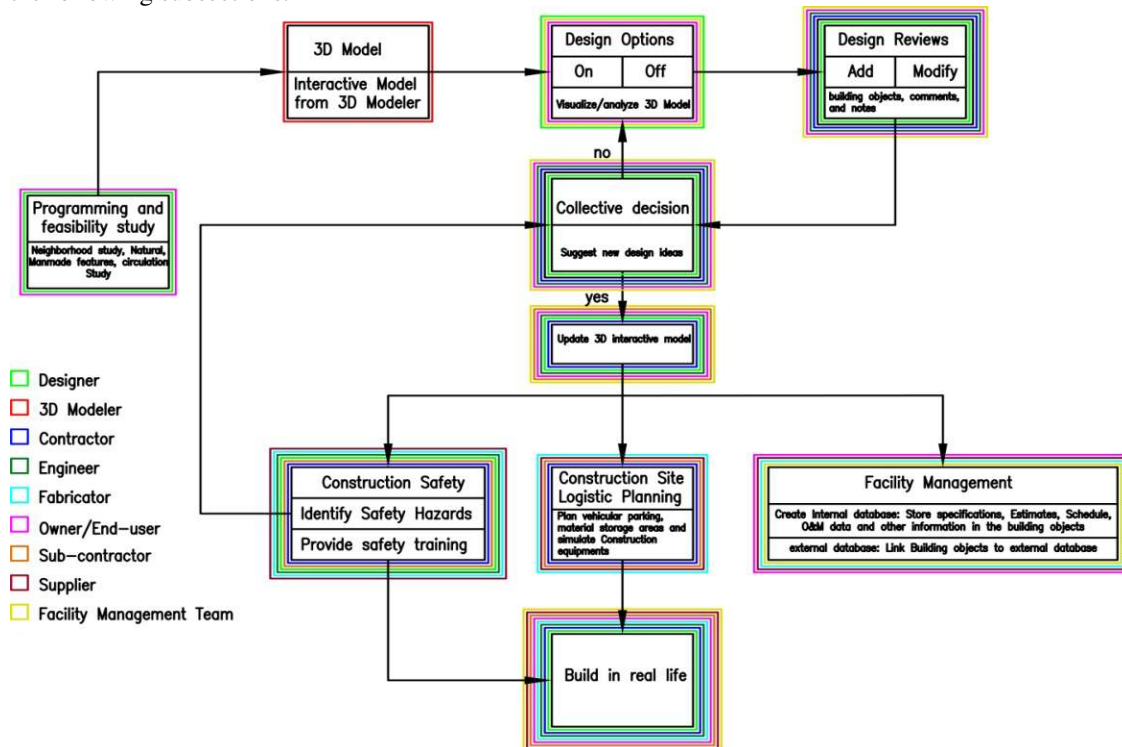 3D Model
Interactive Model
from 3D Modeler
Design Options
On Off
Visualize/analyze 3D Model
Design Reviews
Add Modify
building objects, comments,
and notes
no
Programming and
feasibility study
Neighborhood study, Natural,
Manmade features, circulation
Study
Collective decision
Suggest new design ideas
yes
Update 3D interactive model
Designer
3D Modeler
Contractor
Engineer
Fabricator
Owner/End-user
Sub-contractor
Supplier
Facility Management Team
Construction Safety
Identify Safety Hazards
Provide safety training
Construction Site
Logistic Planning
Plan vehicular parking,
material storage areas and
simulate Construction
equipments
Facility Management
Create Internal database: Store specifications, Estimates, Schedule,
O&M data and other information in the building objects
external database: Link Building objects to external database
Build in real life